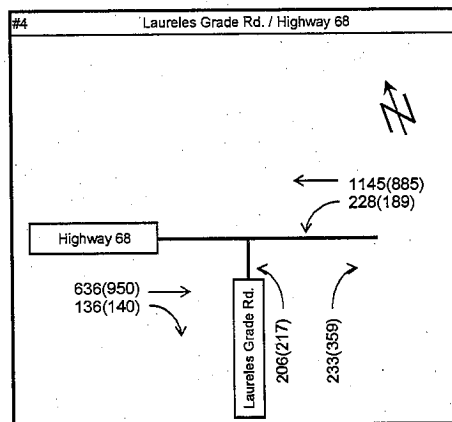 #4 Laureles Grade Rd. / Highway 68
N
1145(885)
228(189)
Highway 68
636(950)
136(140)
Laureles Grade Rd.
206(217)
233(359)